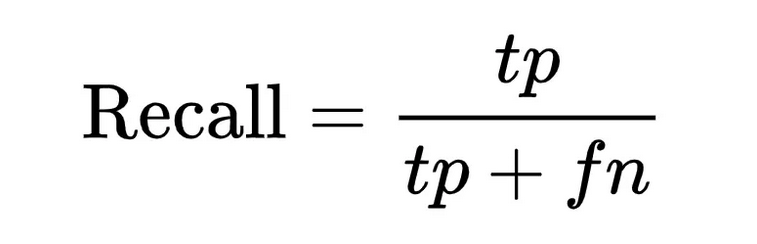 Recall = tp / tp + fn